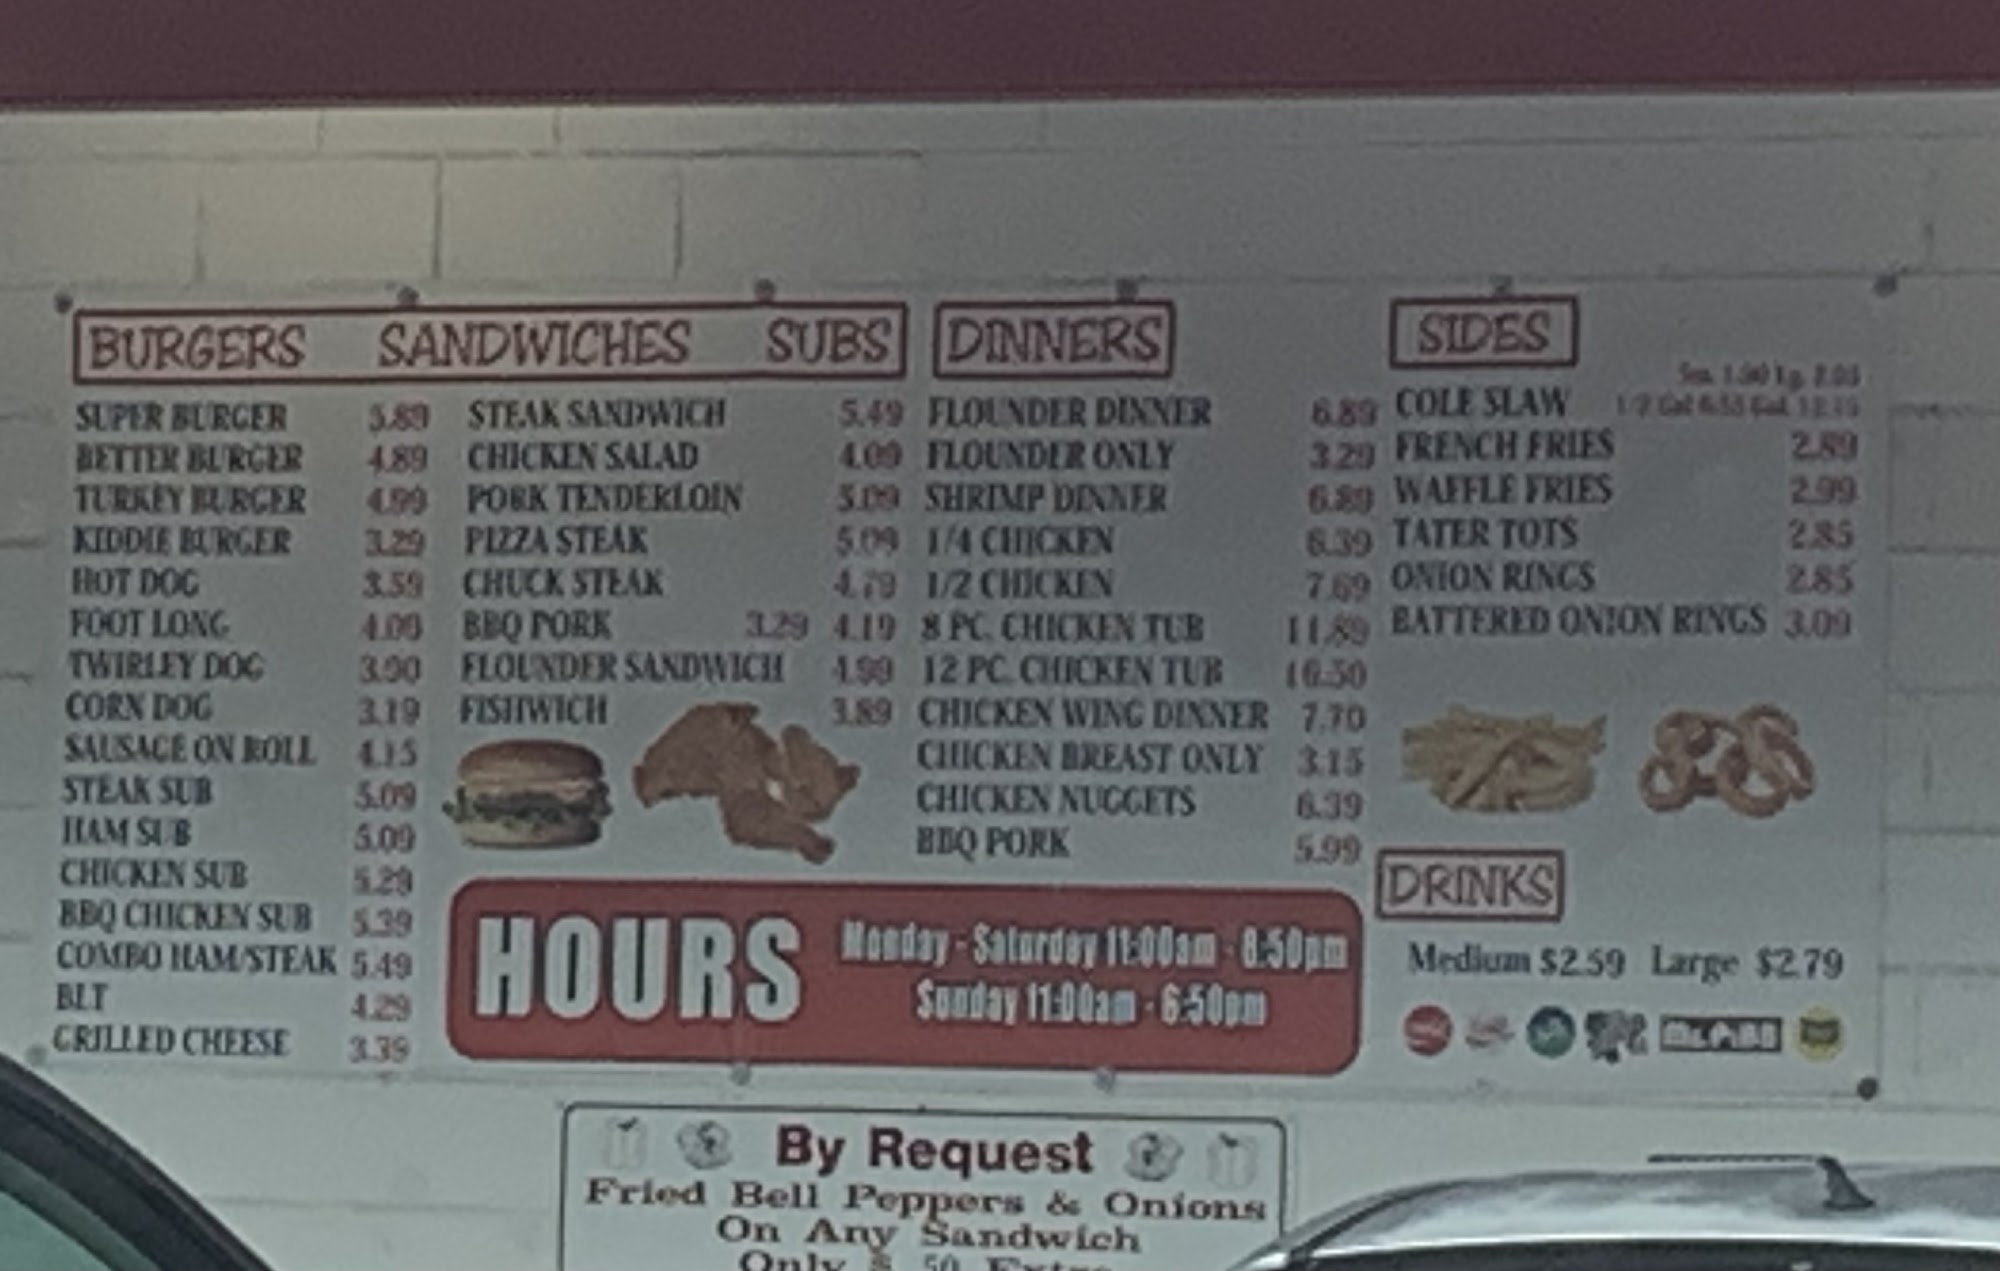 BURGERS SANDWICHES SUBS
SUPER BURGER 5.89
BETTER BURGER 4.89
TURKEY BURGER 4.99
KIDDIE BURGER 3.29
HOT DOG 3.59
FOOT LONG 4.09
TWIRLEY DOG 3.90
CORN DOG 3.19
SAUSAGE ON ROLL 4.15
STEAK SUB 5.09
HAM SUB 5.09
CHICKEN SUB 5.29
BBQ CHICKEN SUB 5.39
COMBO HAM/STEAK 5.49
BLT 4.29
GRILLED CHEESE 3.39
STEAK SANDWICH 5.49
CHICKEN SALAD 4.09
PORK TENDERLOIN 5.09
PIZZA STEAK 5.09
CHUCK STEAK 4.79
BBQ PORK 3.29 4.19
FLOUNDER SANDWICH 4.99
FISHWICH 3.89
DINNERS
FLOUNDER DINNER 6.89
FLOUNDER ONLY 3.29
SHRIMP DINNER 6.89
1/4 CHICKEN 6.39
1/2 CHICKEN 7.69
8 PC. CHICKEN TUB 11.89
12 PC. CHICKEN TUB 16.50
CHICKEN WING DINNER 7.70
CHICKEN BREAST ONLY 3.15
CHICKEN NUGGETS 6.39
BBQ PORK 5.99
SIDES
COLE SLAW
FRENCH FRIES 2.89
WAFFLE FRIES 2.99
TATER TOTS 2.85
ONION RINGS 2.85
BATTERED ONION RINGS 3.09
DRINKS
Medium $2.59 Large $2.79
HOURS
Monday - Saturday 11:00am - 8:50pm
Sunday 11:00am - 6:50pm
By Request
Fried Bell Peppers & Onions
On Any Sandwich
Only $ .50 Extra